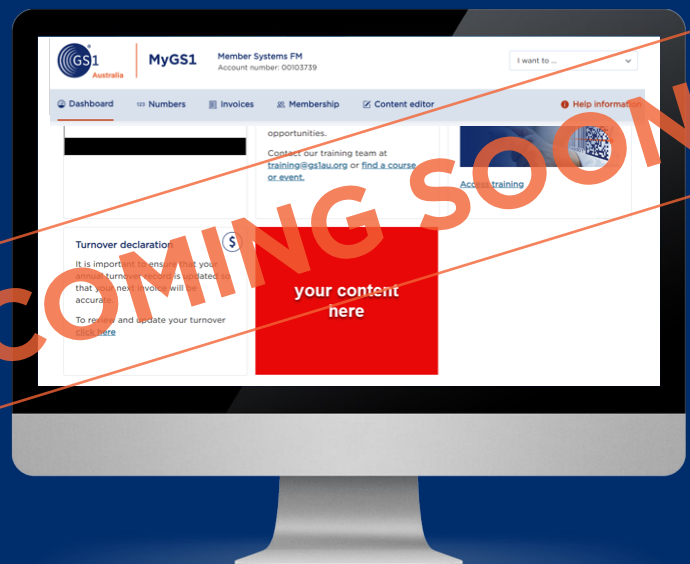 GS1
Australia
MyGS1
Member Systems FM
Account number: 00103739
I want to ...
Dashboard
123 Numbers
Invoices
Membership
Content editor
Help information
opportunities.
Contact our training team at
training@gs1au.org or find a course
or event.
Access training
COMING SOON
Turnover declaration
$
It is important to ensure that your
annual turnover record is updated so
that your next invoice will be
accurate.
To review and update your turnover
click here
your content
here